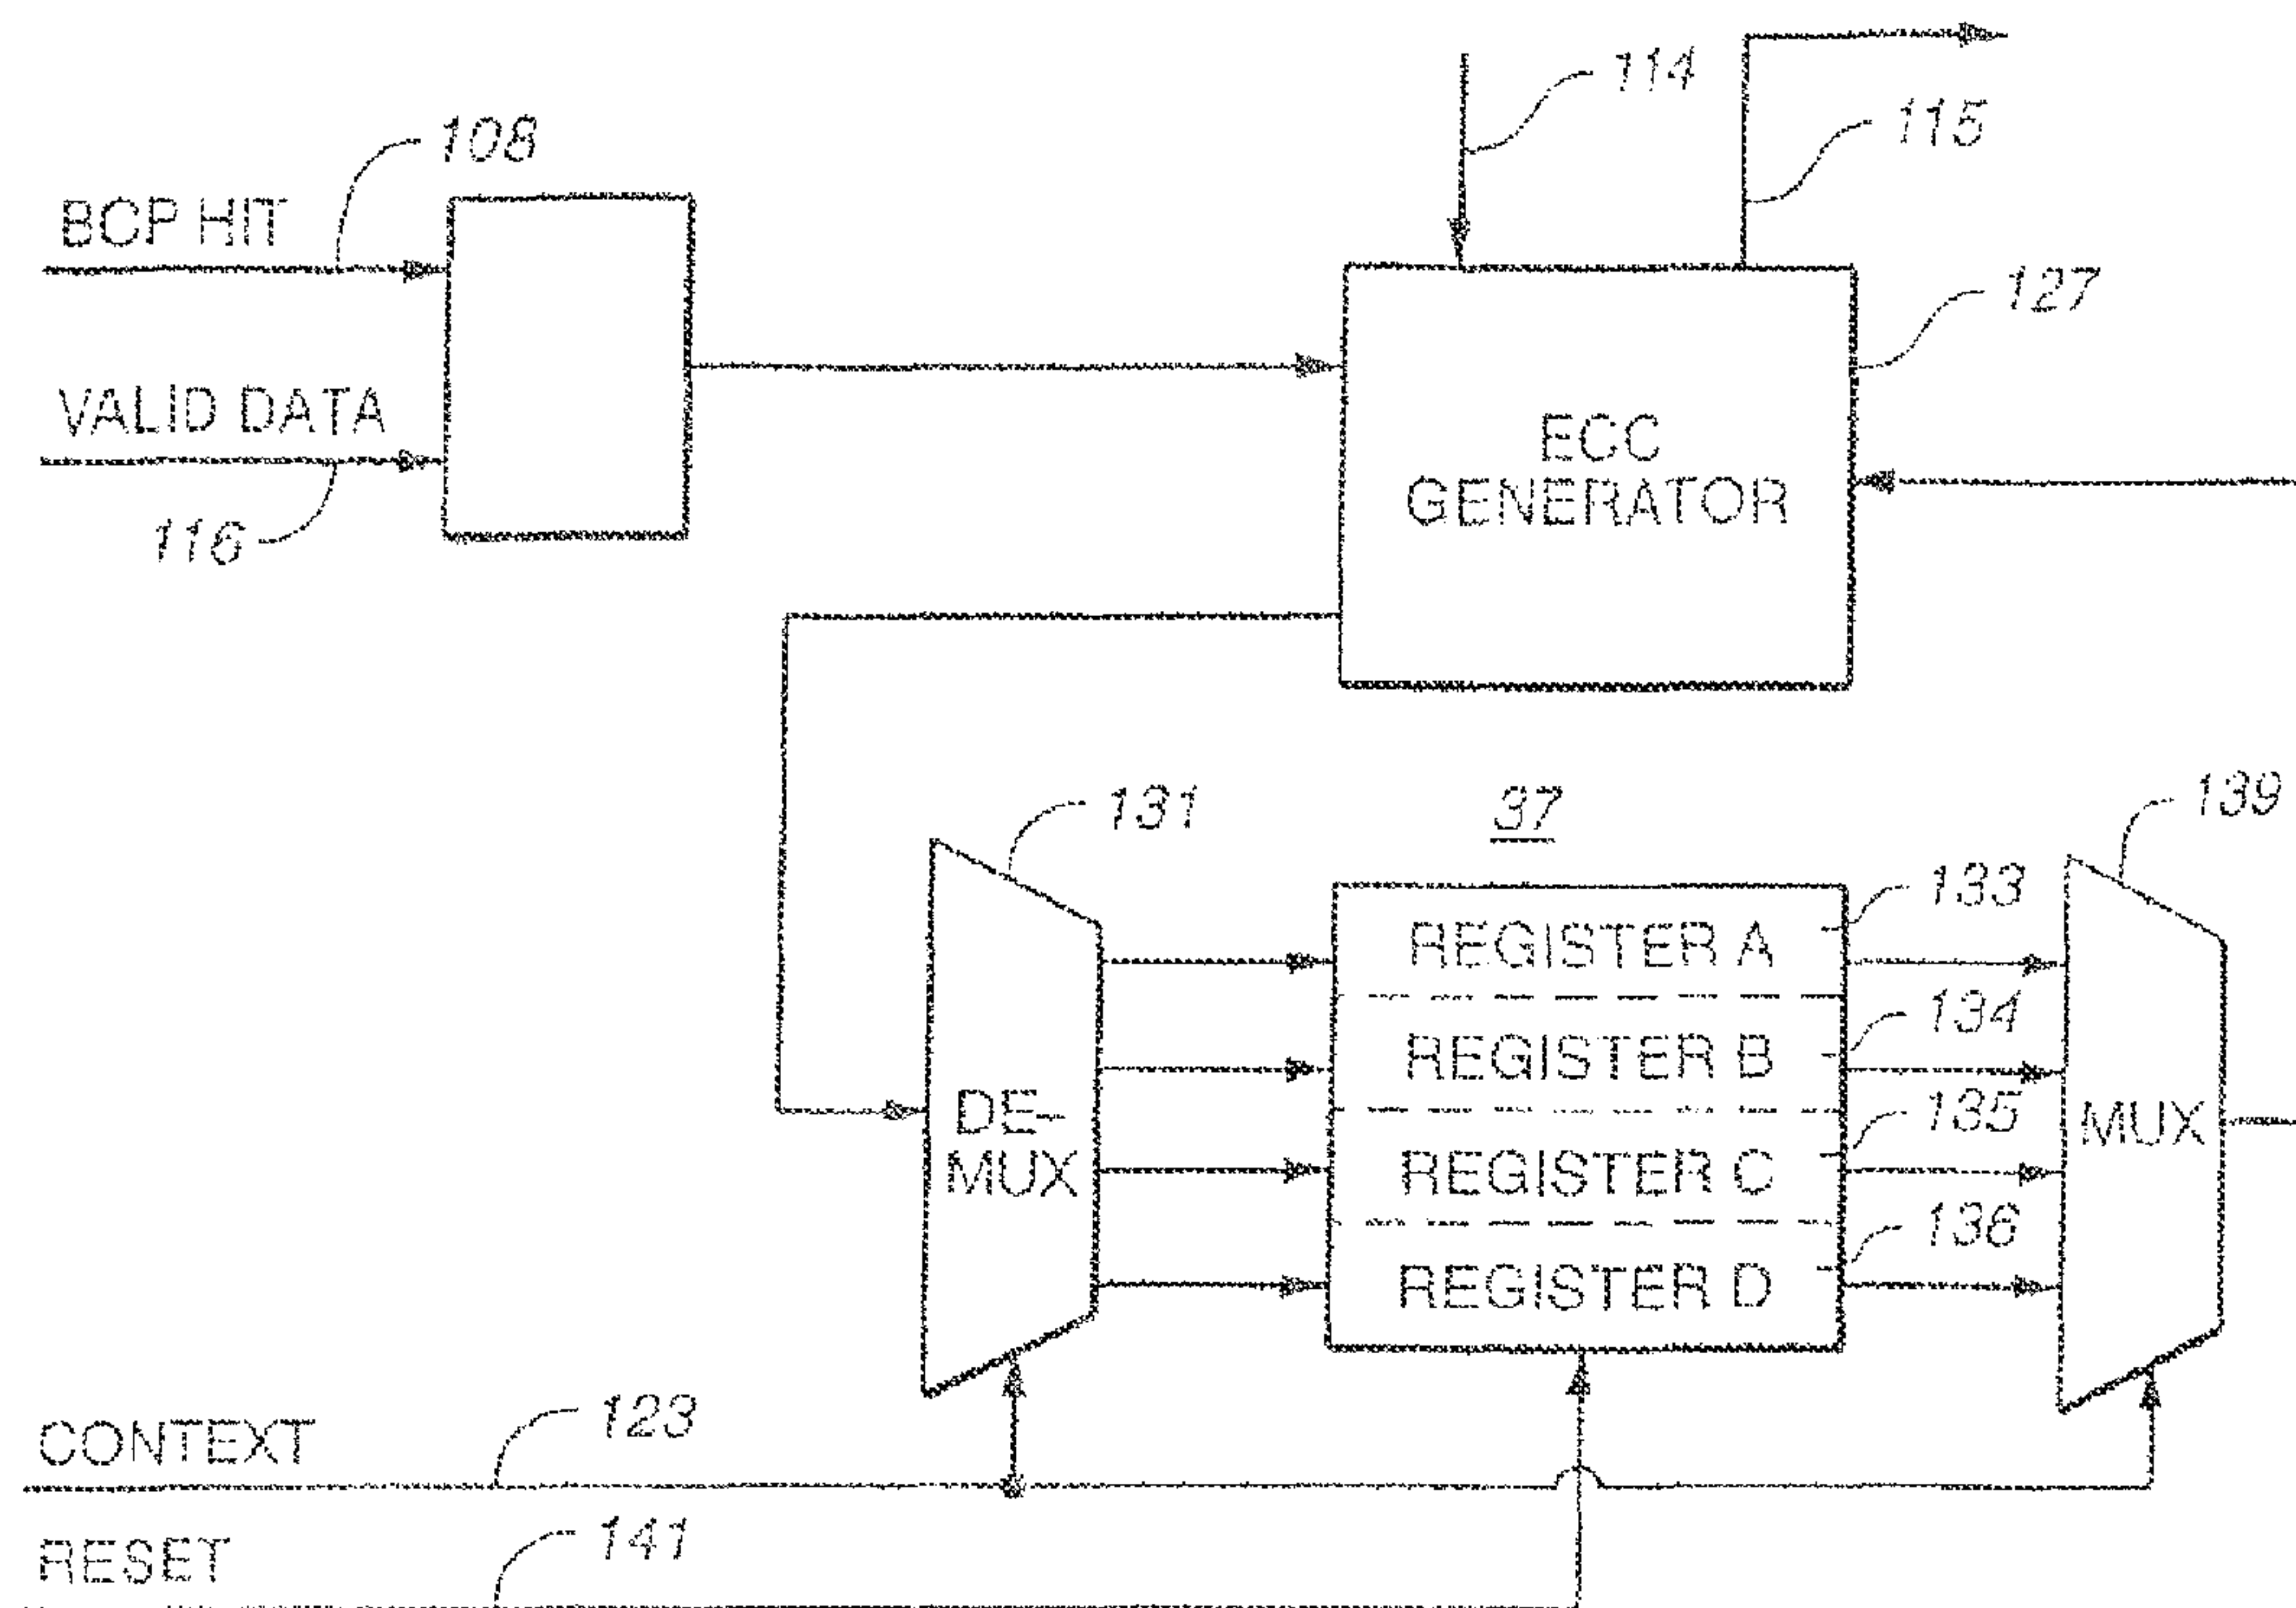 114
115
108
BCP HIT
127
VALID DATA
116
ECC
GENERATOR
131
37
139
133
REGISTER A
134
REGISTER B
135
DE-
MUX
MUX
REGISTER C
136
REGISTER D
CONTEXT
123
RESET
141